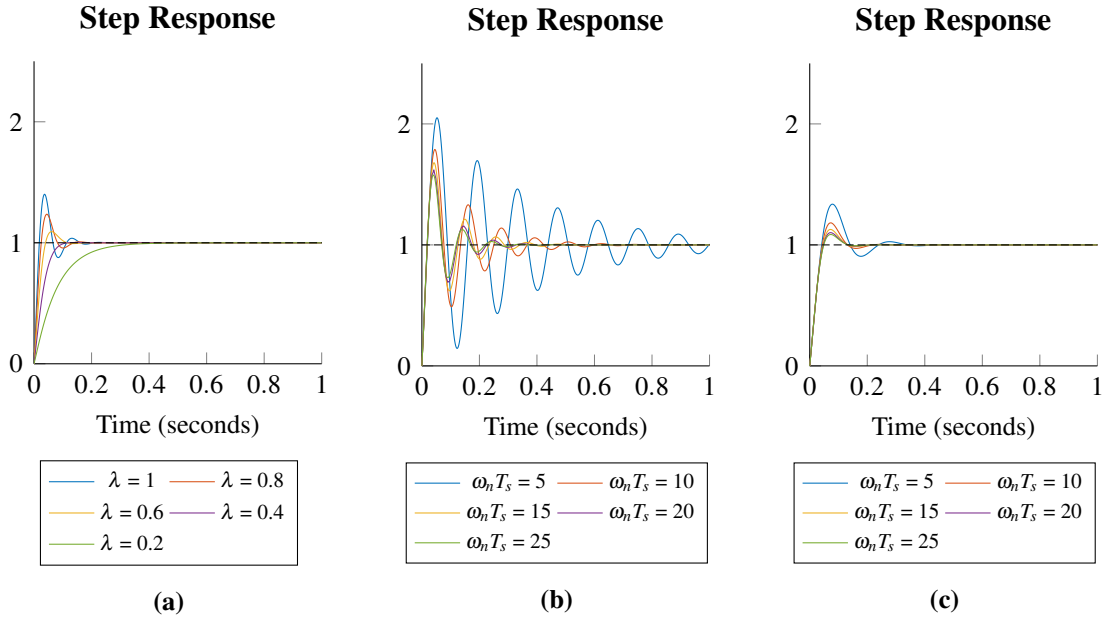 Step Response
2
1
0
0 0.2 0.4 0.6 0.8 1
Time (seconds)
λ = 1 λ = 0.8
λ = 0.6 λ = 0.4
λ = 0.2
(a)
Step Response
2
1
0
0 0.2 0.4 0.6 0.8 1
Time (seconds)
ωₙTₛ = 5 ωₙTₛ = 10
ωₙTₛ = 15 ωₙTₛ = 20
ωₙTₛ = 25
(b)
Step Response
2
1
0
0 0.2 0.4 0.6 0.8 1
Time (seconds)
ωₙTₛ = 5 ωₙTₛ = 10
ωₙTₛ = 15 ωₙTₛ = 20
ωₙTₛ = 25
(c)